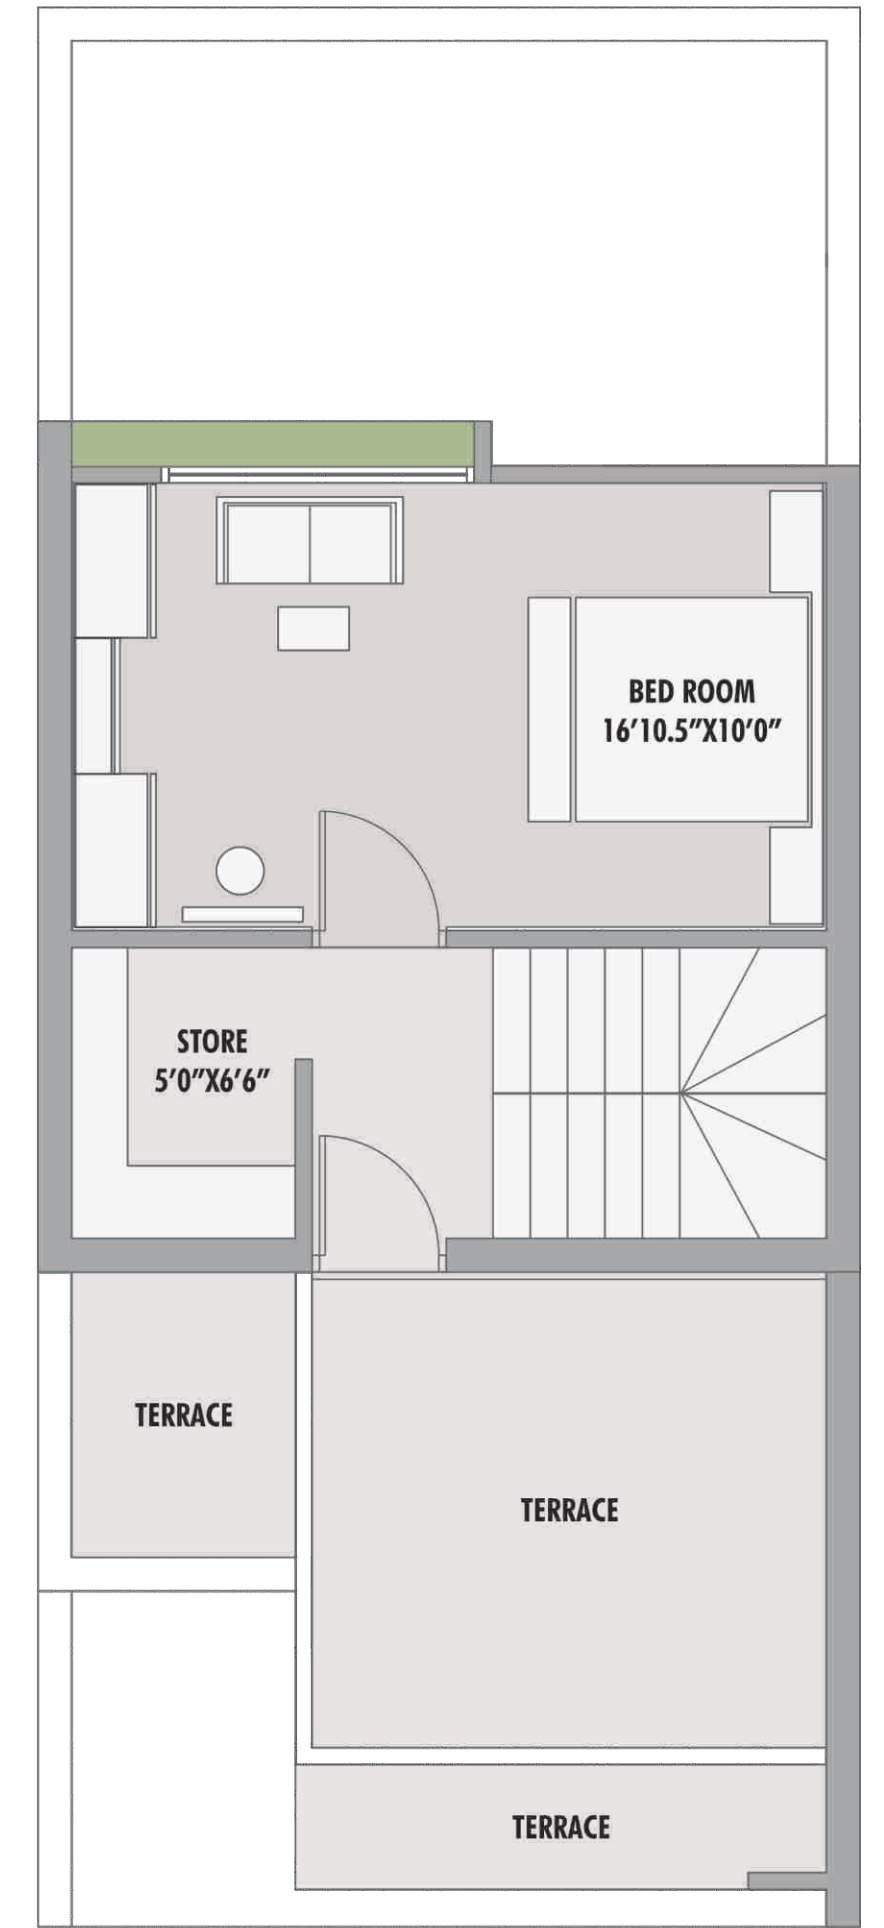 BED ROOM
16'10.5"X10'0"
STORE
5'0"X6'6"
TERRACE
TERRACE
TERRACE